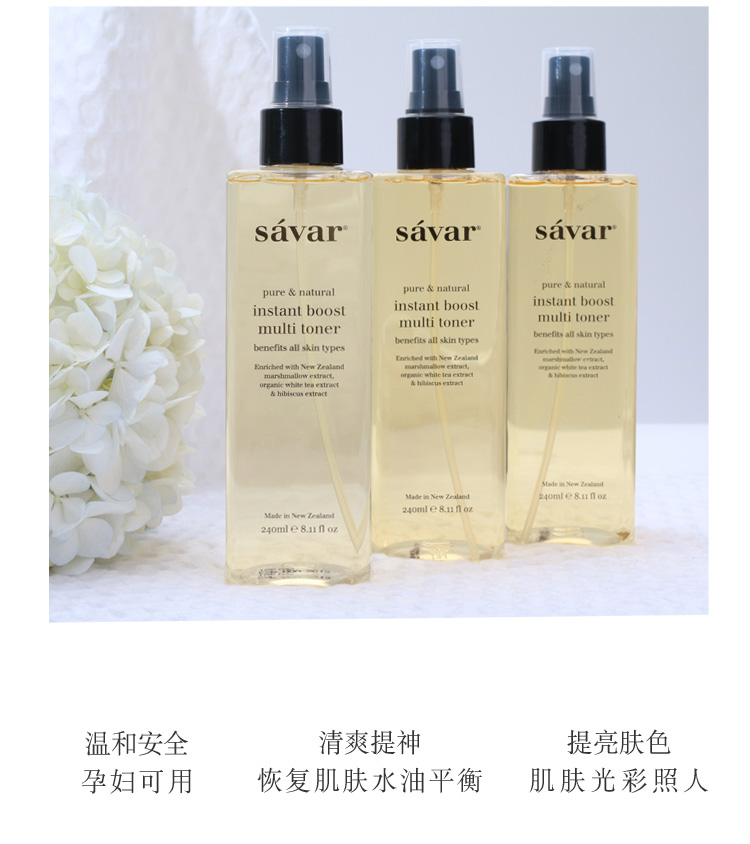 sávar®
pure & natural
instant boost
multi toner
benefits all skin types
Enriched with New Zealand
marshmallow extract,
organic white tea extract
& hibiscus extract
Made in New Zealand
240ml ℮ 8.11 fl oz
sávar®
pure & natural
instant boost
multi toner
benefits all skin types
Enriched with New Zealand
marshmallow extract,
organic white tea extract
& hibiscus extract
Made in New Zealand
240ml ℮ 8.11 fl oz
sávar®
pure & natural
instant boost
multi toner
benefits all skin types
Enriched with New Zealand
marshmallow extract,
organic white tea extract
& hibiscus extract
Made in New Zealand
240ml ℮ 8.11 fl oz
温和安全
孕妇可用
清爽提神
恢复肌肤水油平衡
提亮肤色
肌肤光彩照人